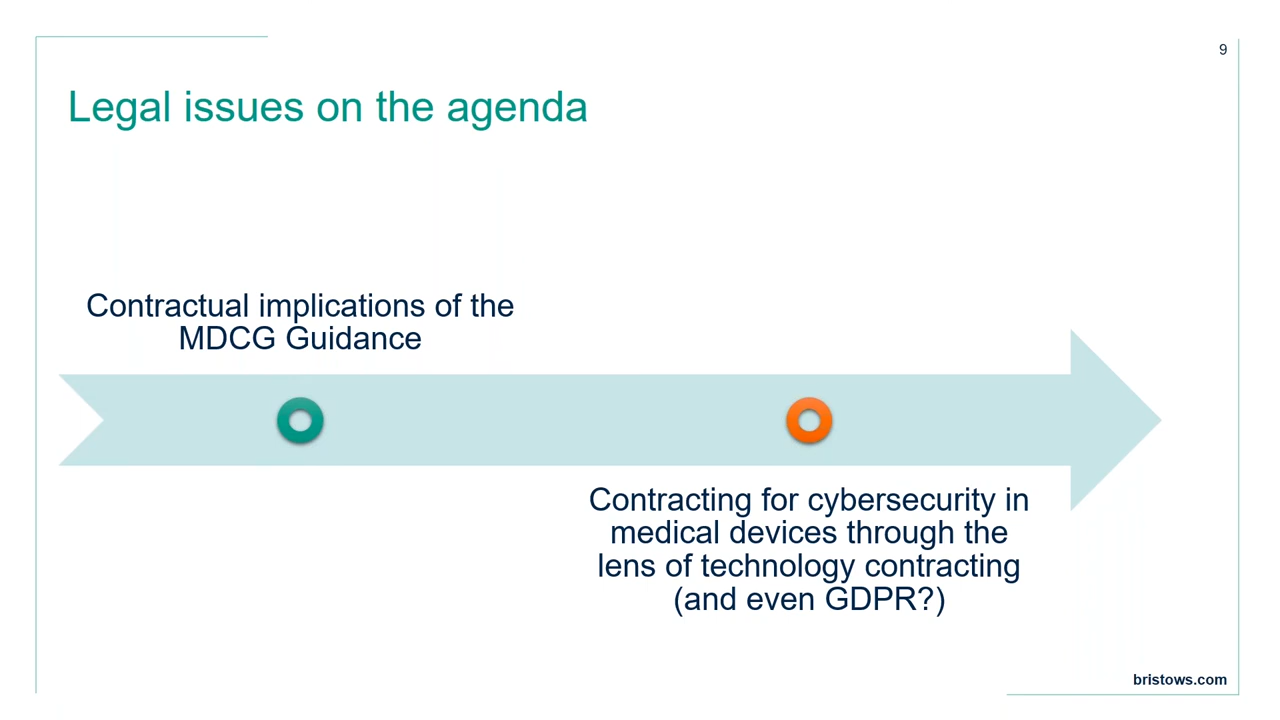 9
Legal issues on the agenda
Contractual implications of the
MDCG Guidance
Contracting for cybersecurity in
medical devices through the
lens of technology contracting
(and even GDPR?)
bristows.com